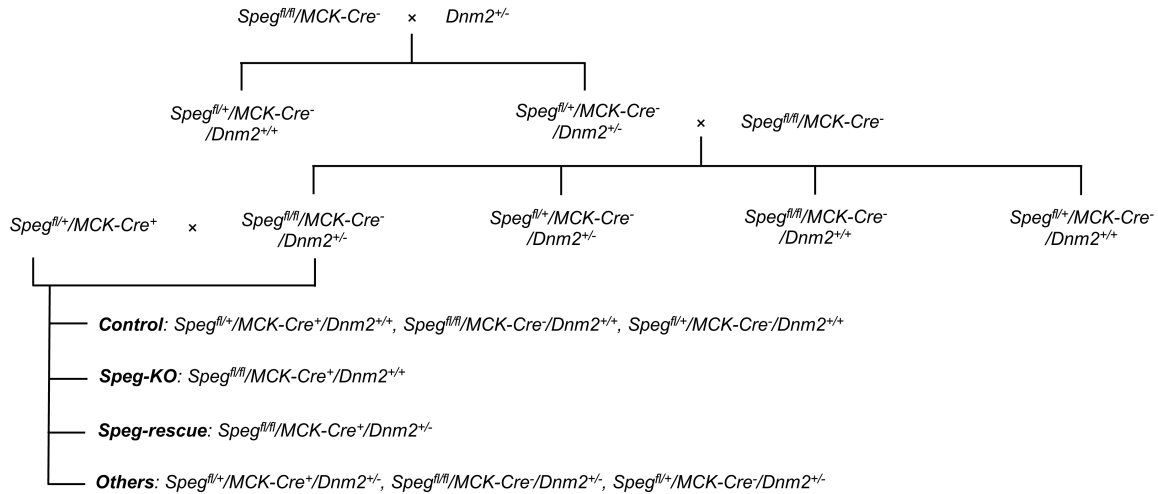 Speg^fl/fl/MCK-Cre^- × Dnm2^+/-
Speg^fl/+/MCK-Cre^-
/Dnm2^+/+
Speg^fl/+/MCK-Cre^-
/Dnm2^+/-
× Speg^fl/fl/MCK-Cre^-
Speg^fl/+/MCK-Cre^+ ×
Speg^fl/fl/MCK-Cre^-
/Dnm2^+/-
Speg^fl/+/MCK-Cre^-
/Dnm2^+/-
Speg^fl/fl/MCK-Cre^-
/Dnm2^+/+
Speg^fl/+/MCK-Cre^-
/Dnm2^+/+
Control: Speg^fl/+/MCK-Cre^+/Dnm2^+/+, Speg^fl/fl/MCK-Cre^-/Dnm2^+/+, Speg^fl/+/MCK-Cre^-/Dnm2^+/+
Speg-KO: Speg^fl/fl/MCK-Cre^+/Dnm2^+/+
Speg-rescue: Speg^fl/fl/MCK-Cre^+/Dnm2^+/-
Others: Speg^fl/+/MCK-Cre^+/Dnm2^+/-, Speg^fl/fl/MCK-Cre^-/Dnm2^+/-, Speg^fl/+/MCK-Cre^-/Dnm2^+/-